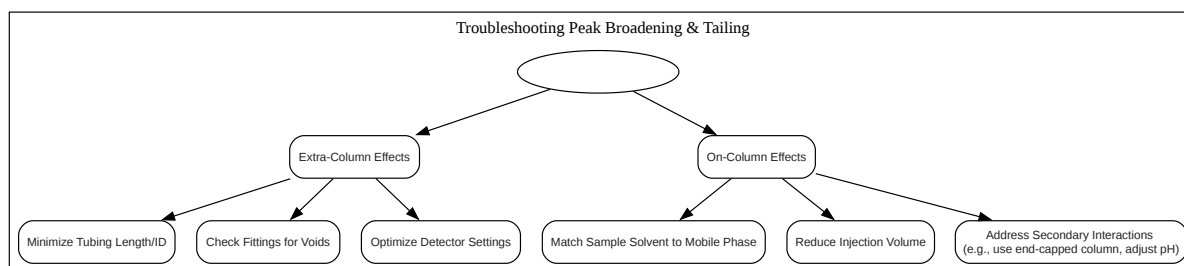 Troubleshooting Peak Broadening & Tailing
Extra-Column Effects
On-Column Effects
Minimize Tubing Length/ID
Check Fittings for Voids
Optimize Detector Settings
Match Sample Solvent to Mobile Phase
Reduce Injection Volume
Address Secondary Interactions
(e.g., use end-capped column, adjust pH)